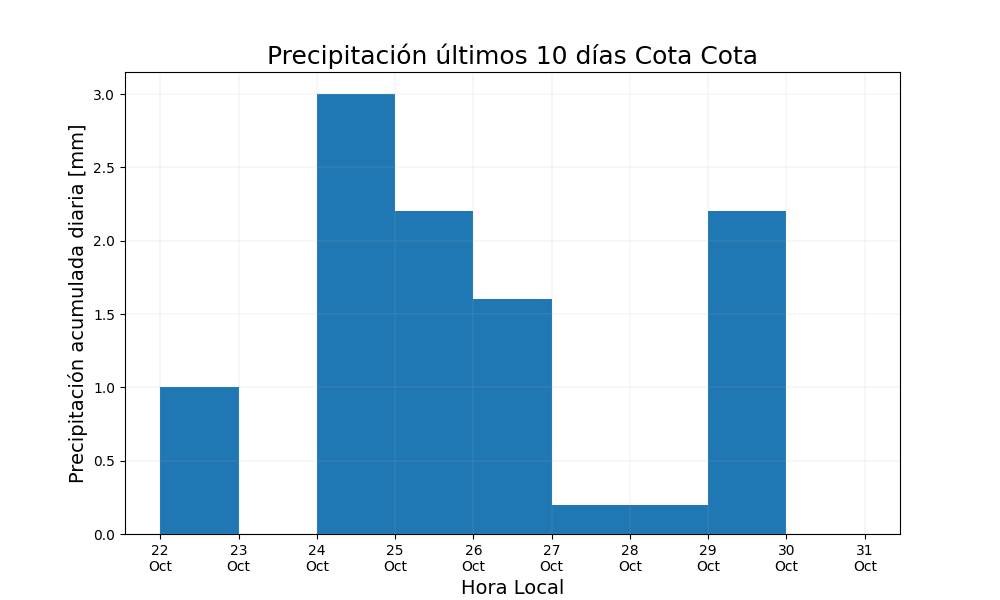 Precipitación últimos 10 días Cota Cota
Precipitación acumulada diaria [mm]
3.0
2.5
2.0
1.5
1.0
0.5
0.0
22 23 24 25 26 27 28 29 30 31
Oct Oct Oct Oct Oct Oct Oct Oct Oct Oct
Hora Local